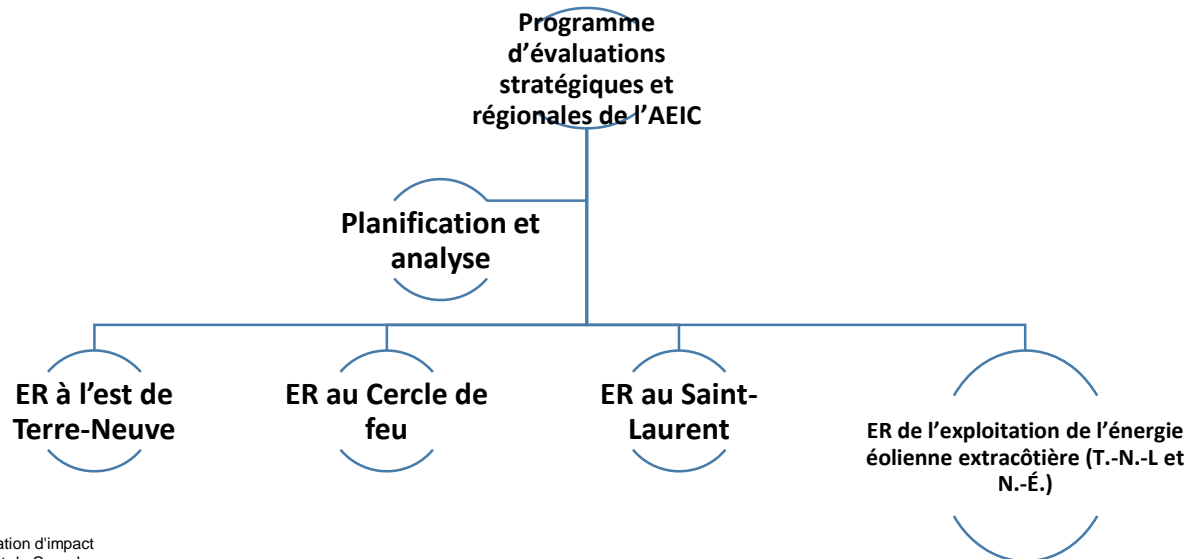 Programme
d'évaluations
stratégiques et
régionales de l'AEIC
Planification et
analyse
ER à l'est de
Terre-Neuve
ER au Cercle de
feu
ER au Saint-
Laurent
ER de l'exploitation de l'énergie
éolienne extracôtière (T.-N.-L et
N.-É.)
d'impact